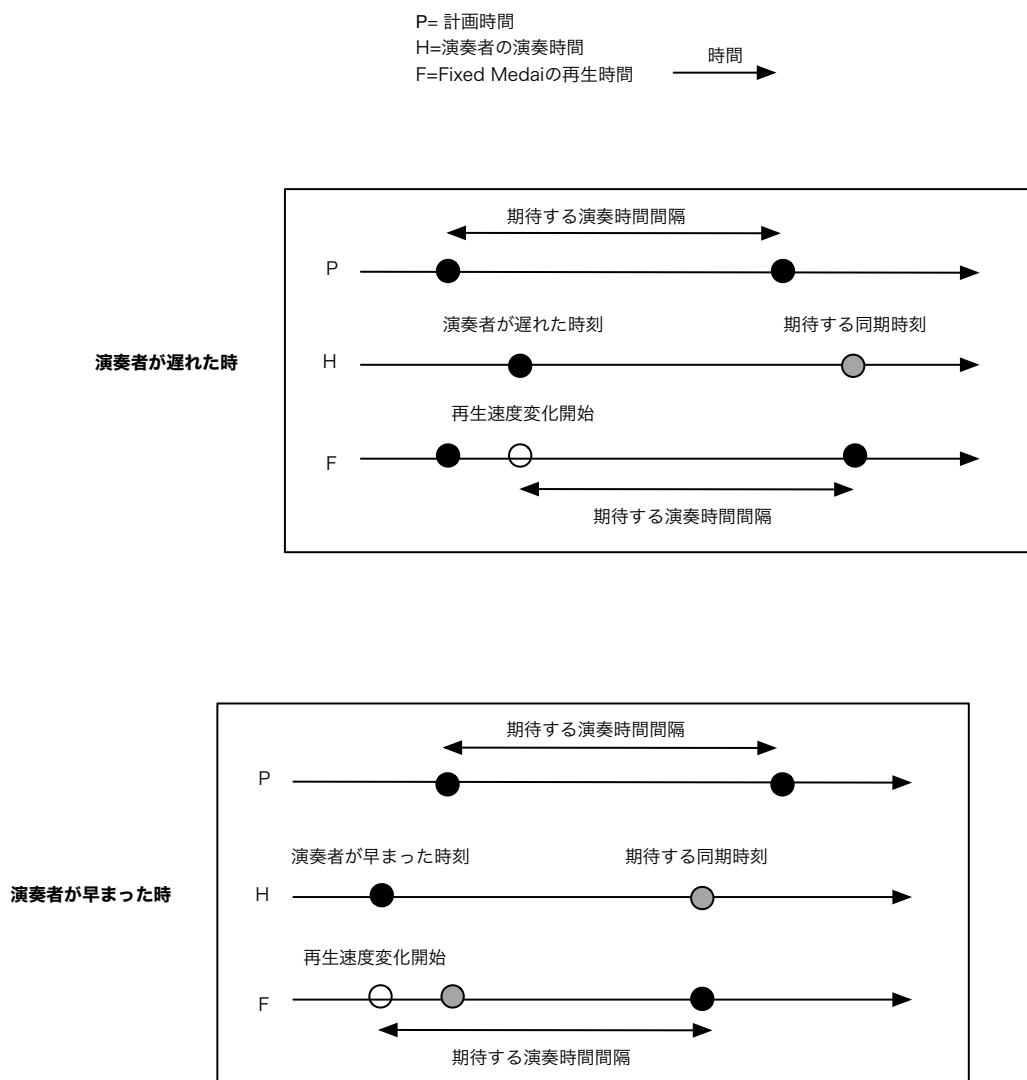 P= 計画時間
H=演奏者の演奏時間
F=Fixed Medaiの再生時間
時間
期待する演奏時間間隔
P
演奏者が遅れた時刻
期待する同期時刻
演奏者が遅れた時
H
再生速度変化開始
F
期待する演奏時間間隔
期待する演奏時間間隔
P
演奏者が早まった時刻
期待する同期時刻
演奏者が早まった時
H
再生速度変化開始
F
期待する演奏時間間隔